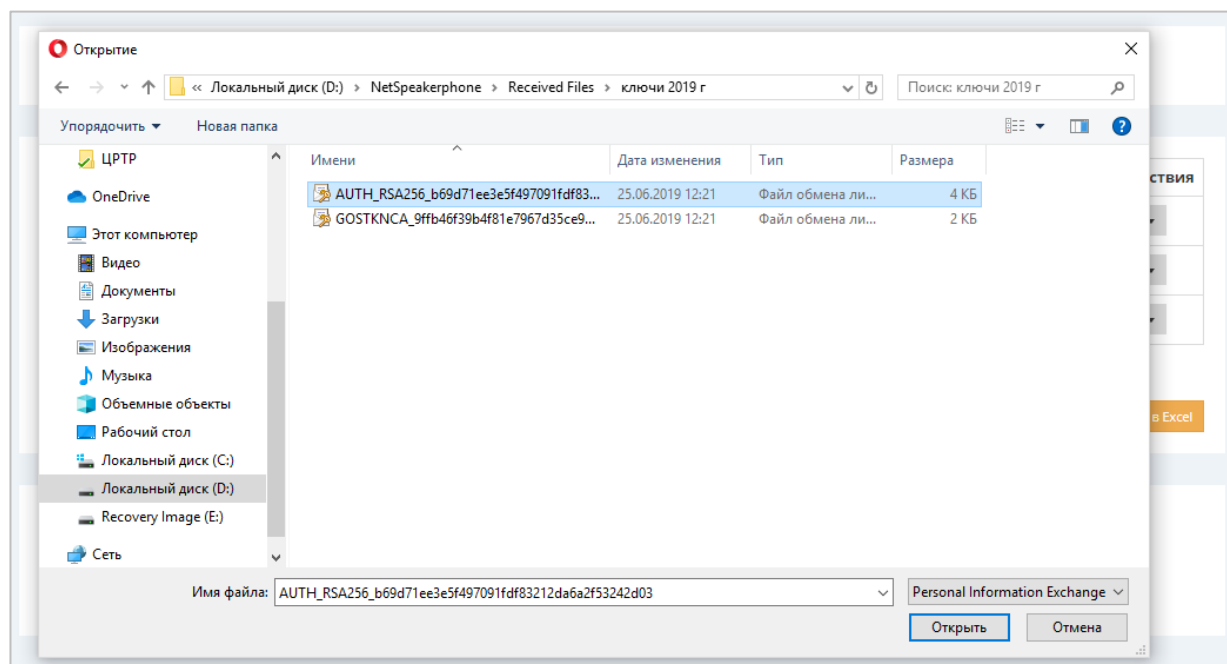 Открытие
« Локальный диск (D:) › NetSpeakerphone › Received Files › ключи 2019 г
Поиск: ключи 2019 г
Упорядочить
Новая папка
ЦРТР
OneDrive
Этот компьютер
Видео
Документы
Загрузки
Изображения
Музыка
Объемные объекты
Рабочий стол
Локальный диск (C:)
Локальный диск (D:)
Recovery Image (E:)
Сеть
Имени Дата изменения Тип Размера
AUTH_RSA256_b69d71ee3e5f497091fdf83... 25.06.2019 12:21 Файл обмена ли... 4 КБ
GOSTKNCA_9ffb46f39b4f81e7967d35ce9... 25.06.2019 12:21 Файл обмена ли... 2 КБ
ствия
в Excel
Имя файла: AUTH_RSA256_b69d71ee3e5f497091fdf83212da6a2f53242d03
Personal Information Exchange
Открыть
Отмена